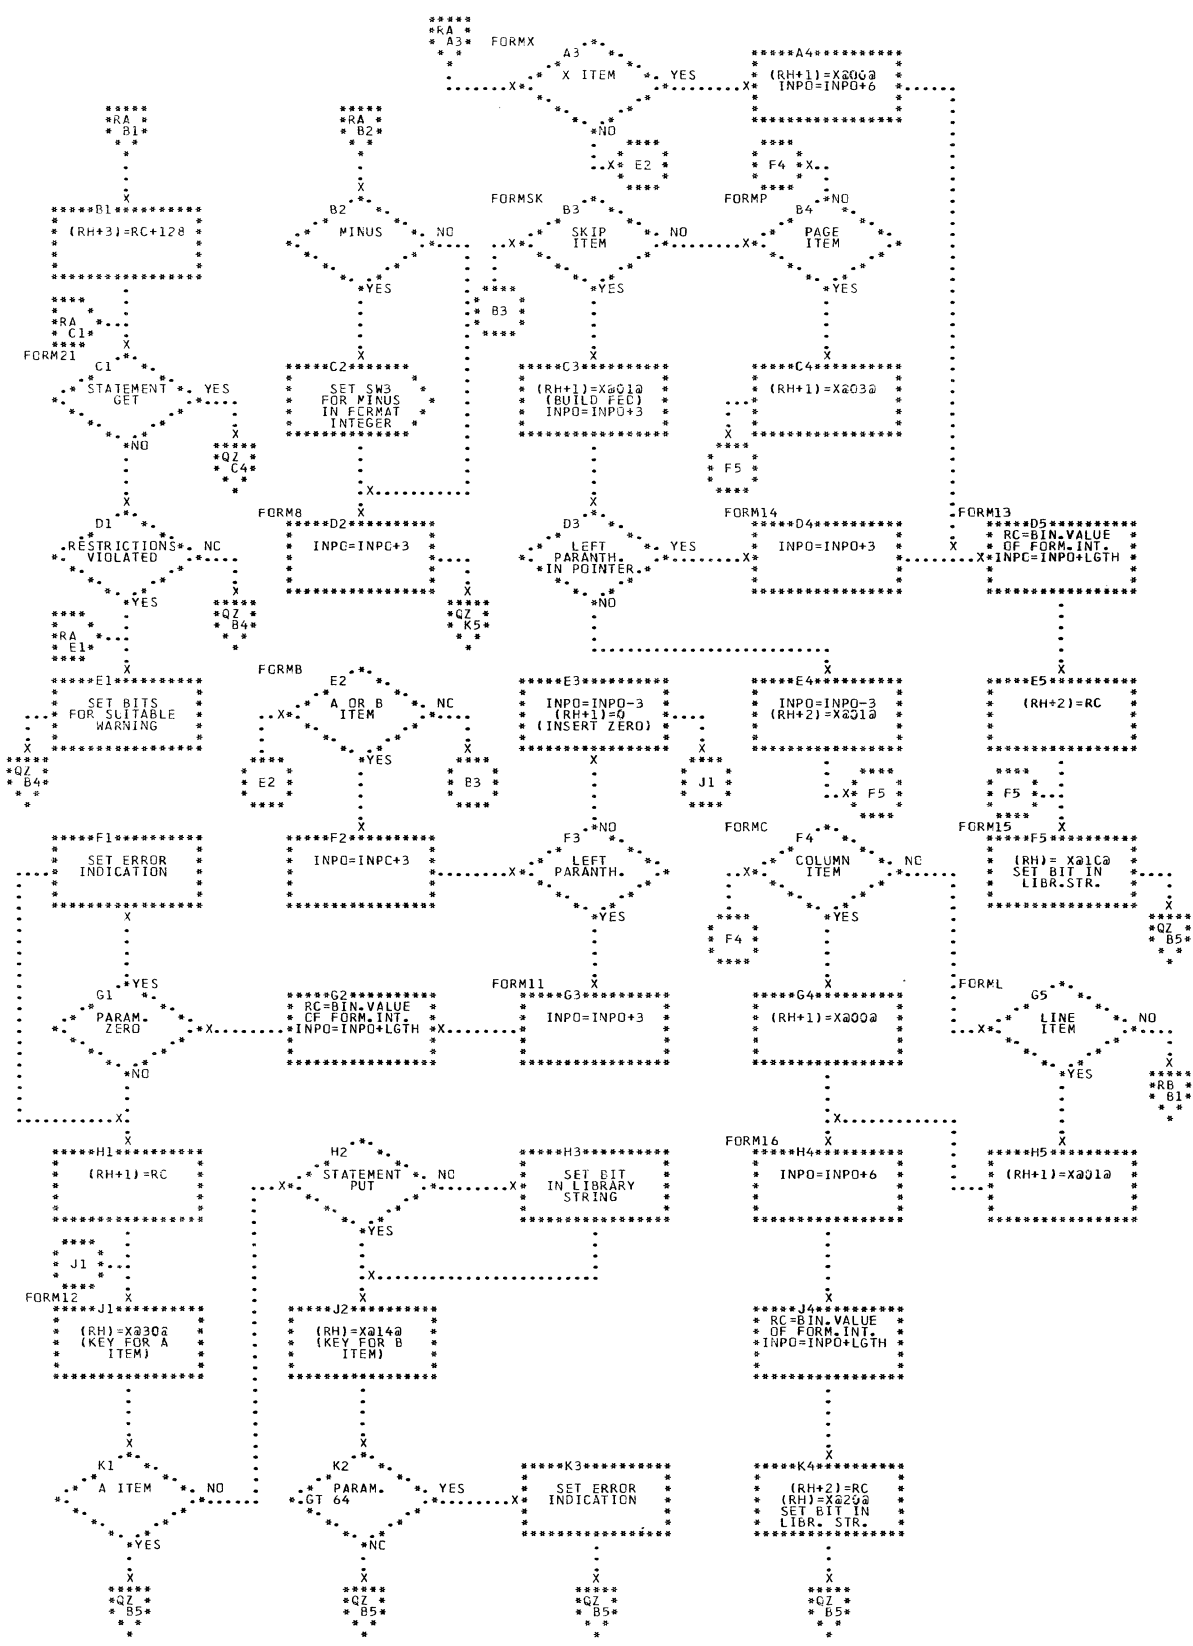 RA
A3
FORMX
A3
X ITEM
YES
NO
A4
(RH+1)=X@00@
INPO=INPO+6
RA
B1
RA
B2
E2
F4
B1
(RH+3)=RC+128
B2
MINUS
NO
YES
FORMSK
B3
SKIP
ITEM
NO
YES
FORMP
NO
B4
PAGE
ITEM
YES
B3
RA
C1
FORM21
C1
STATEMENT
GET
YES
NO
C2
SET SW3
FOR MINUS
IN FORMAT
INTEGER
C3
(RH+1)=X@01@
(BUILD FEC)
INPO=INPO+3
C4
(RH+1)=X@03@
QZ
C4
F5
D1
RESTRICTIONS
VIOLATED
NO
YES
FORM8
D2
INPO=INPO+3
D3
LEFT
PARANTH.
IN POINTER.
YES
NO
FORM14
D4
INPO=INPO+3
FORM13
D5
RC=BIN.VALUE
OF FORM.INT.
INPO=INPO+LGTH
QZ
B4
QZ
K5
RA
E1
E1
SET BITS
FOR SUITABLE
WARNING
FORMB
E2
A OR B
ITEM
NO
YES
E3
INPO=INPO-3
(RH+1)=0
(INSERT ZERO)
E4
INPO=INPO-3
(RH+2)=X@01@
E5
(RH+2)=RC
QZ
B4
E2
B3
J1
F5
F5
F1
SET ERROR
INDICATION
F2
INPO=INPO+3
NO
F3
LEFT
PARANTH.
YES
FORMC
F4
COLUMN
ITEM
NO
YES
FORM15
F5
(RH)= X@1C@
SET BIT IN
LIBR.STR.
F4
QZ
B5
YES
G1
PARAM.
ZERO
NO
G2
RC=BIN.VALUE
OF FORM.INT.
INPO=INPO+LGTH
FORM11
G3
INPO=INPO+3
G4
(RH+1)=X@00@
FORML
G5
LINE
ITEM
NO
YES
RB
B1
H1
(RH+1)=RC
H2
STATEMENT
PUT
NO
YES
H3
SET BIT
IN LIBRARY
STRING
FORM16
H4
INPO=INPO+6
H5
(RH+1)=X@01@
J1
FORM12
J1
(RH)=X@30@
(KEY FOR A
ITEM)
J2
(RH)=X@14@
(KEY FOR B
ITEM)
J4
RC=BIN.VALUE
OF FORM.INT.
INPO=INPO+LGTH
K1
A ITEM
NO
YES
K2
PARAM.
GT 64
YES
NO
K3
SET ERROR
INDICATION
K4
(RH+2)=RC
(RH)=X@20@
SET BIT IN
LIBR. STR.
QZ
B5
QZ
B5
QZ
B5
QZ
B5